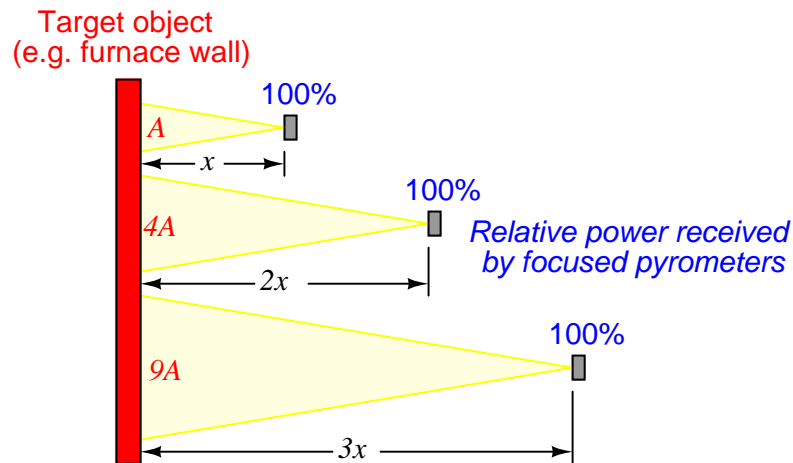 Target object
(e.g. furnace wall)
100%
A
x
100%
4A
Relative power received
by focused pyrometers
2x
100%
9A
3x